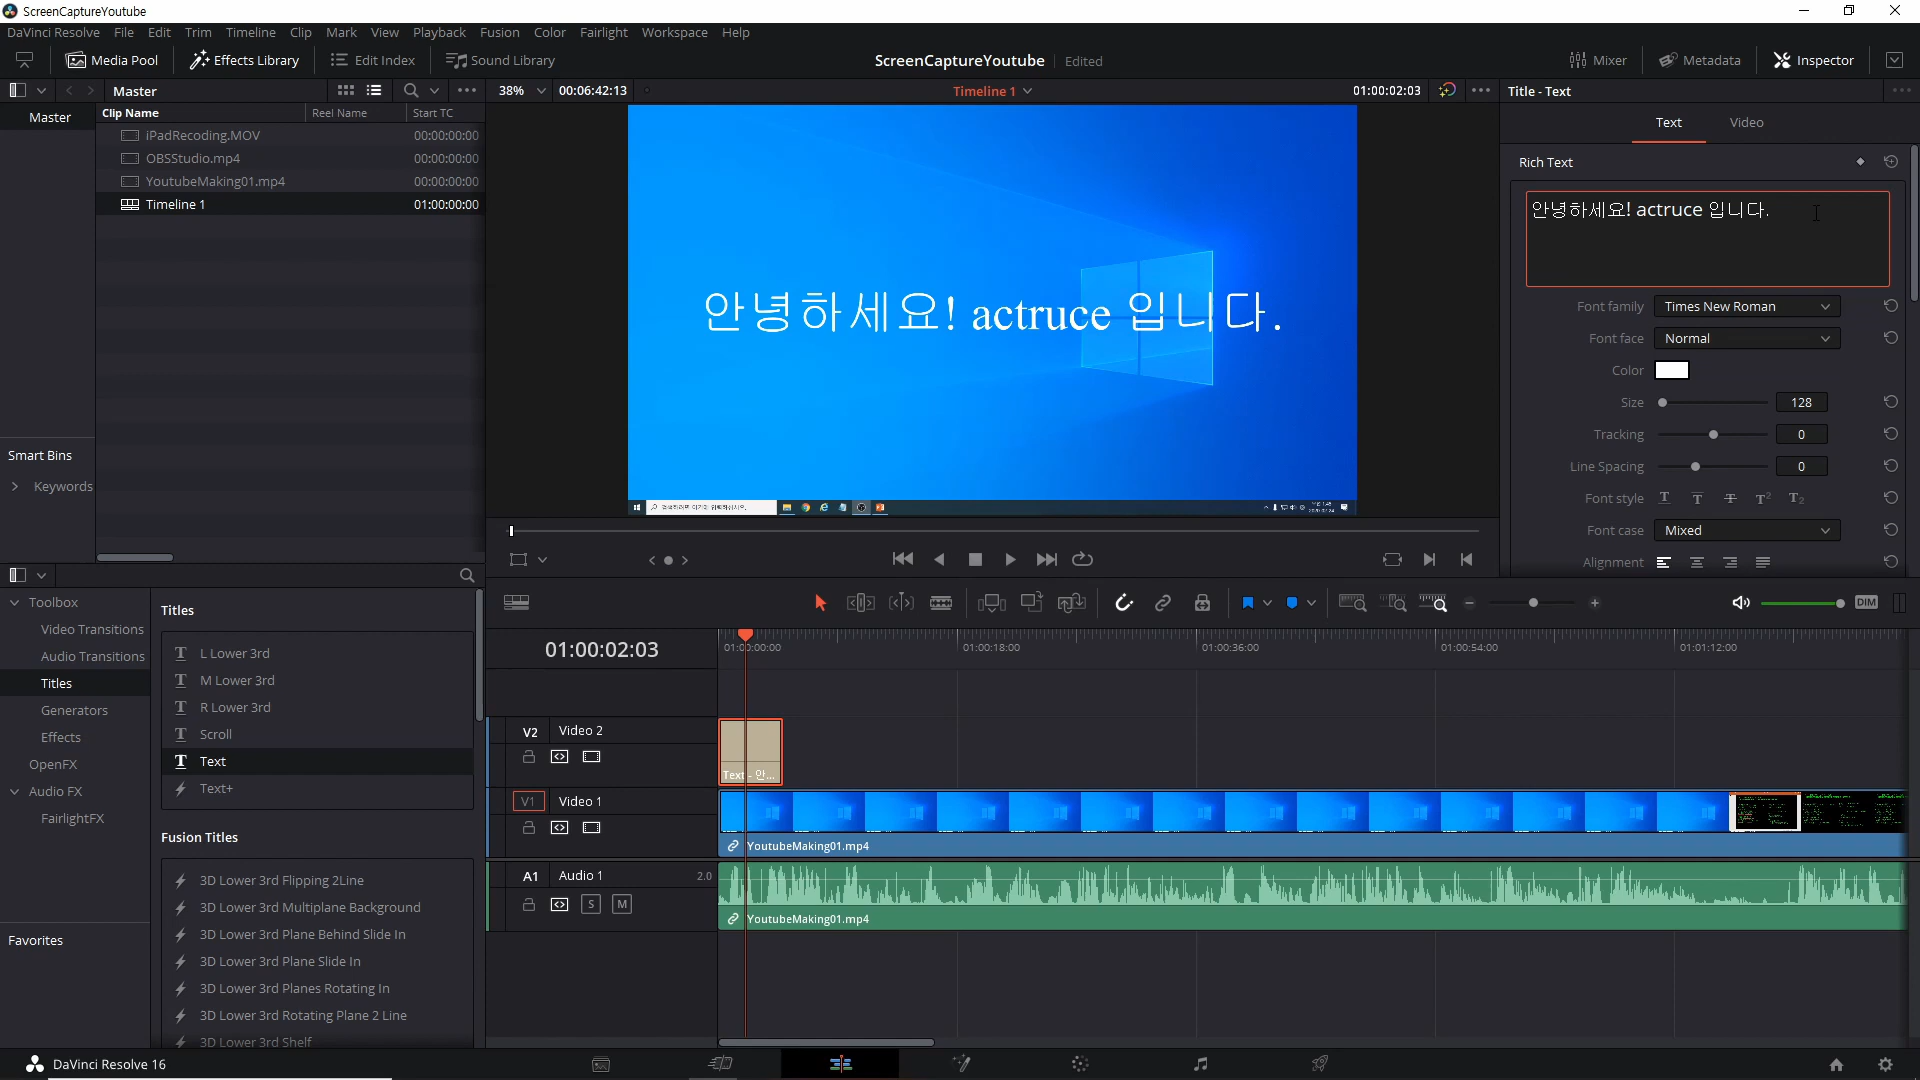 ScreenCaptureYoutube
DaVinci Resolve File Edit Trim Timeline Clip Mark View Playback Fusion Color Fairlight Workspace Help
Media Pool Effects Library Edit Index Sound Library ScreenCaptureYoutube Edited Mixer Metadata Inspector
Master 38% 00:06:42:13 Timeline 1 01:00:02:03 Title - Text
Master
Clip Name Reel Name Start TC
iPadRecoding.MOV 00:00:00:00
OBSStudio.mp4 00:00:00:00
YoutubeMaking01.mp4 00:00:00:00
Timeline 1 01:00:00:00
Smart Bins
Keywords
안녕하세요! actruce 입니다.
Text Video
Rich Text
안녕하세요! actruce 입니다.
Font family Times New Roman
Font face Normal
Color
Size 128
Tracking 0
Line Spacing 0
Font style
Font case Mixed
Alignment
Toolbox
Video Transitions
Audio Transitions
Titles
Generators
Effects
OpenFX
Audio FX
FairlightFX
Favorites
Titles
L Lower 3rd
M Lower 3rd
R Lower 3rd
Scroll
Text
Text+
Fusion Titles
3D Lower 3rd Flipping 2Line
3D Lower 3rd Multiplane Background
3D Lower 3rd Plane Behind Slide In
3D Lower 3rd Plane Slide In
3D Lower 3rd Planes Rotating In
3D Lower 3rd Rotating Plane 2 Line
3D Lower 3rd Shelf
DIM
01:00:02:03 01:00:00:00 01:00:18:00 01:00:36:00 01:00:54:00 01:01:12:00
V2 Video 2
Text - 안...
V1 Video 1
YoutubeMaking01.mp4
A1 Audio 1 2.0
S M
YoutubeMaking01.mp4
DaVinci Resolve 16